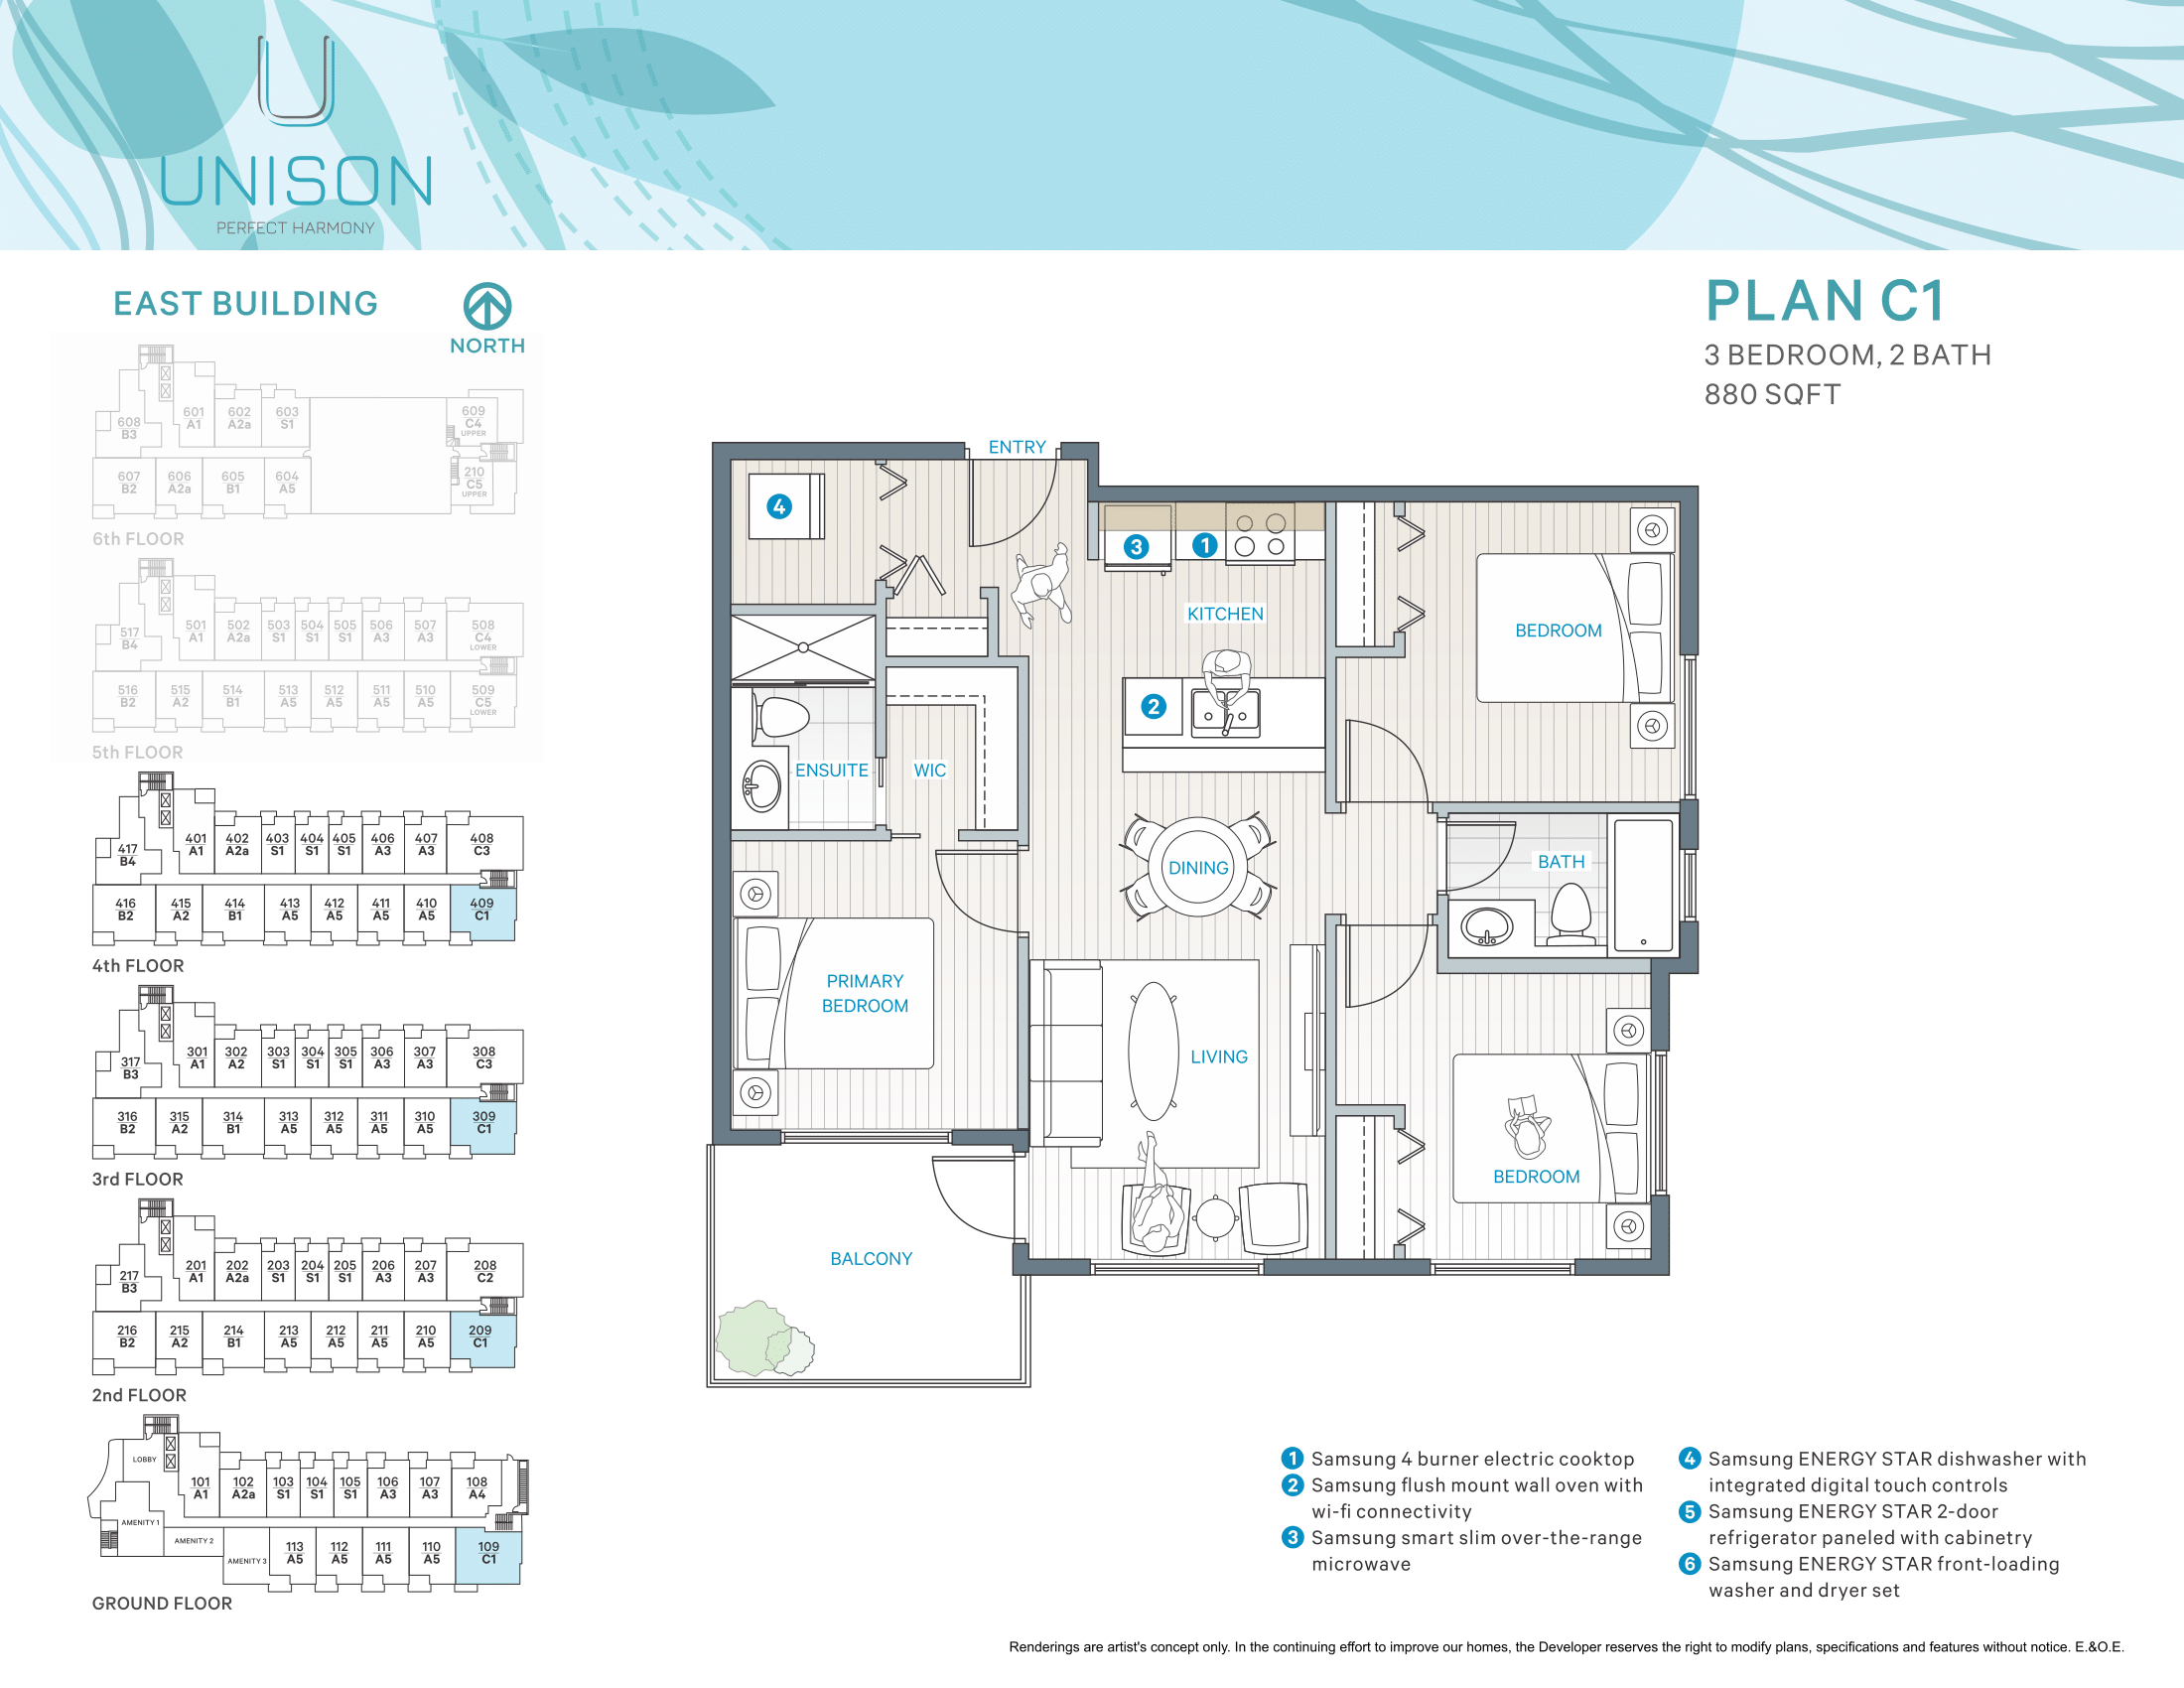 UNISON
PERFECT HARMONY
EAST BUILDING
NORTH
PLAN C1
3 BEDROOM, 2 BATH
880 SQFT
601 A1
602 A2a
603 S1
609 C4 UPPER
608 B3
607 B2
606 A2a
605 B1
604 A5
210 C5 UPPER
6th FLOOR
501 A1
502 A2a
503 S1
504 S1
505 S1
506 A3
507 A3
508 C4 LOWER
517 B4
516 B2
515 A2
514 B1
513 A5
512 A5
511 A5
510 A5
509 C5 LOWER
5th FLOOR
401 A1
402 A2a
403 S1
404 S1
405 S1
406 A3
407 A3
408 C3
417 B4
416 B2
415 A2
414 B1
413 A5
412 A5
411 A5
410 A5
409 C1
4th FLOOR
301 A1
302 A2
303 S1
304 S1
305 S1
306 A3
307 A3
308 C3
317 B3
316 B2
315 A2
314 B1
313 A5
312 A5
311 A5
310 A5
309 C1
3rd FLOOR
201 A1
202 A2a
203 S1
204 S1
205 S1
206 A3
207 A3
208 C2
217 B3
216 B2
215 A2
214 B1
213 A5
212 A5
211 A5
210 A5
209 C1
2nd FLOOR
LOBBY
101 A1
102 A2a
103 S1
104 S1
105 S1
106 A3
107 A3
108 A4
AMENITY 1
AMENITY 2
AMENITY 3
113 A5
112 A5
111 A5
110 A5
109 C1
GROUND FLOOR
ENTRY
4
3
1
KITCHEN
BEDROOM
2
ENSUITE
WIC
DINING
BATH
PRIMARY
BEDROOM
LIVING
BEDROOM
BALCONY
1 Samsung 4 burner electric cooktop
2 Samsung flush mount wall oven with
wi-fi connectivity
3 Samsung smart slim over-the-range
microwave
4 Samsung ENERGY STAR dishwasher with
integrated digital touch controls
5 Samsung ENERGY STAR 2-door
refrigerator paneled with cabinetry
6 Samsung ENERGY STAR front-loading
washer and dryer set
Renderings are artist's concept only. In the continuing effort to improve our homes, the Developer reserves the right to modify plans, specifications and features without notice. E.&O.E.